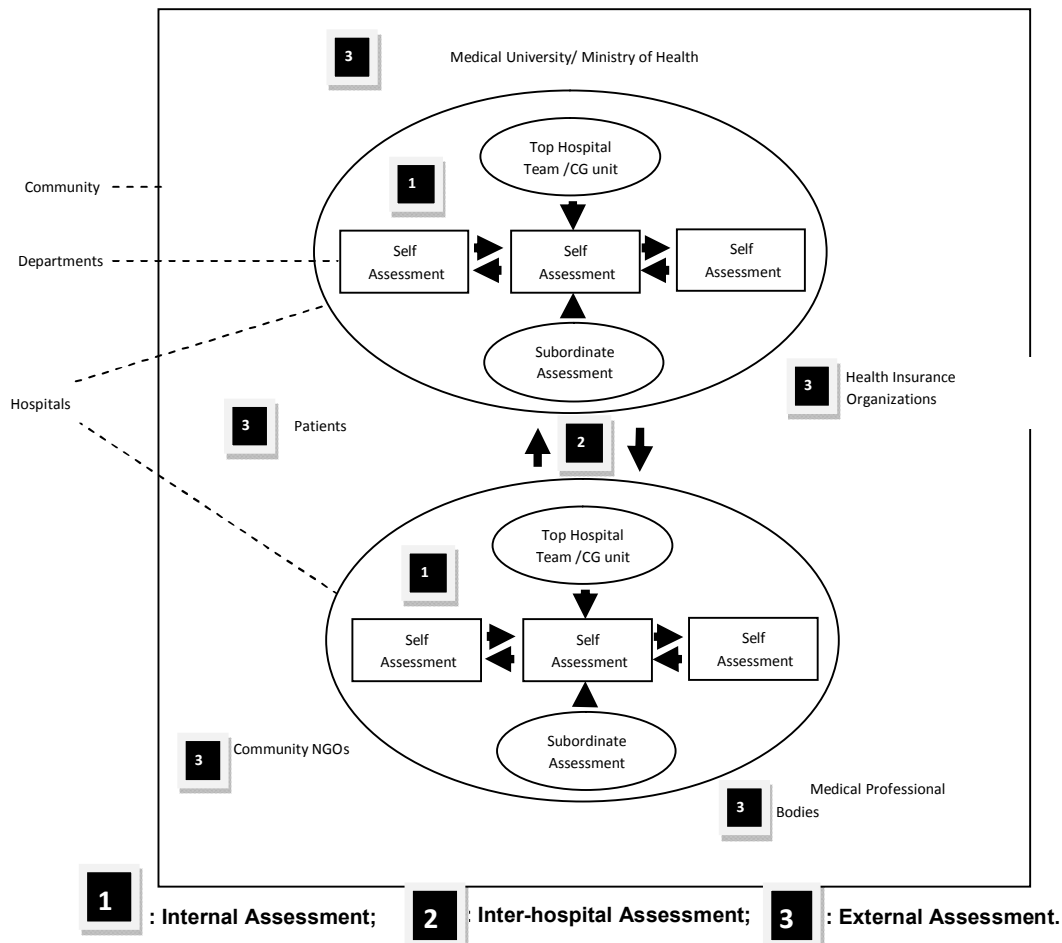 3
Medical University/ Ministry of Health
Top Hospital
Team /CG unit
1
Community
Departments
Self
Assessment
Self
Assessment
Self
Assessment
Subordinate
Assessment
3
Health Insurance
Organizations
Hospitals
3
Patients
2
Top Hospital
Team /CG unit
1
Self
Assessment
Self
Assessment
Self
Assessment
Subordinate
Assessment
3
Community NGOs
3
Medical Professional
Bodies
1 : Internal Assessment; 2 : Inter-hospital Assessment; 3 : External Assessment.